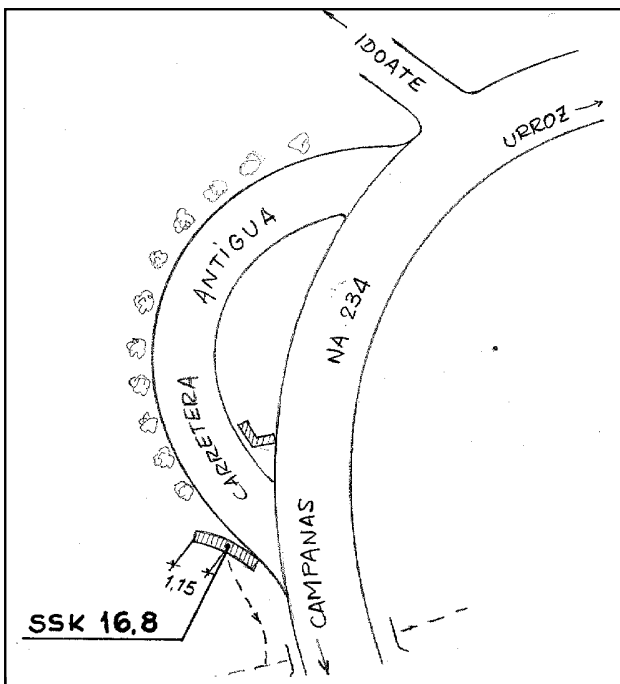 IDOATE
URROZ
ANTIGUA
NA 234
CARRETERA
CAMPANAS
1,15
SSK 16,8